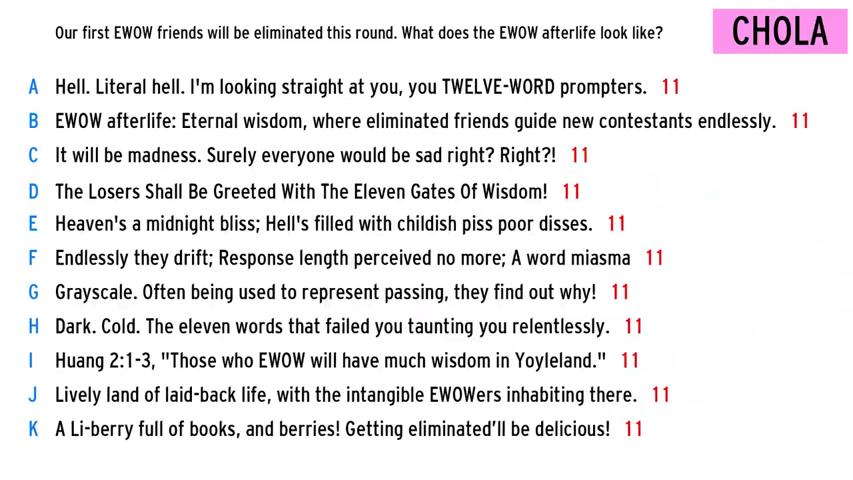 Our first EWOW friends will be eliminated this round. What does the EWOW afterlife look like?
CHOLA
A Hell. Literal hell. I'm looking straight at you, you TWELVE-WORD prompters. 11
B EWOW afterlife: Eternal wisdom, where eliminated friends guide new contestants endlessly. 11
C It will be madness. Surely everyone would be sad right? Right?! 11
D The Losers Shall Be Greeted With The Eleven Gates Of Wisdom! 11
E Heaven's a midnight bliss; Hell's filled with childish piss poor disses. 11
F Endlessly they drift; Response length perceived no more; A word miasma 11
G Grayscale. Often being used to represent passing, they find out why! 11
H Dark. Cold. The eleven words that failed you taunting you relentlessly. 11
I Huang 2:1-3, "Those who EWOW will have much wisdom in Yoyleland." 11
J Lively land of laid-back life, with the intangible EWOWers inhabiting there. 11
K A Li-berry full of books, and berries! Getting eliminated’ll be delicious! 11